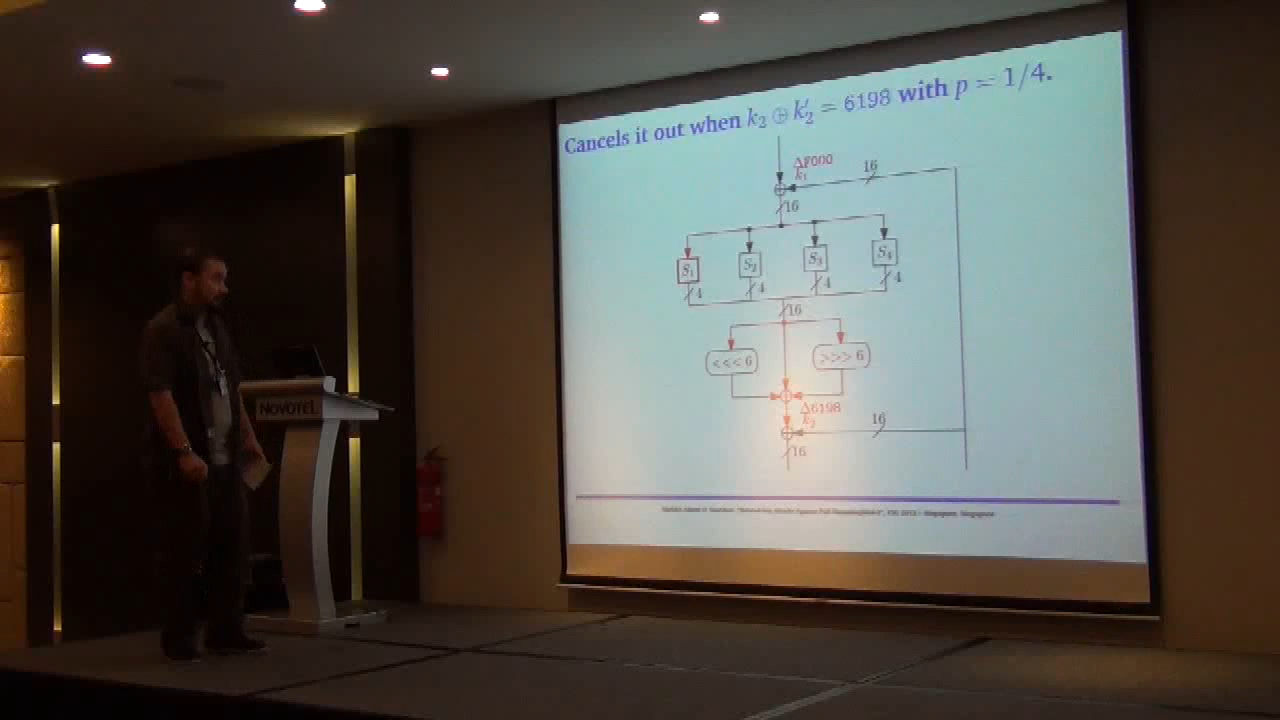 Cancels it out when k₂ ⊕ k′₂ = 6198 with p = 1/4.
ΔF000
k₁
16
16
S₁ S₂ S₃ S₄
4 4 4 4
16
<<< 6 >>> 6
Δ6198
k₂
16
16
NOVOTEL